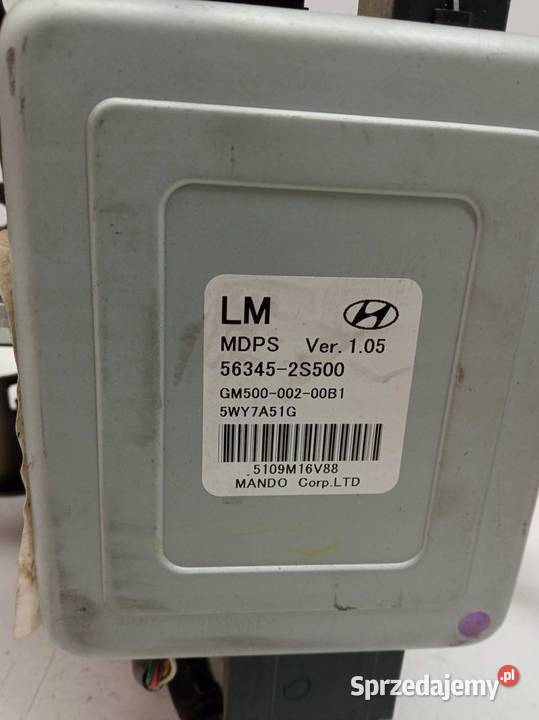 LM
MDPS Ver. 1.05
56345-2S500
GM500-002-00B1
5WY7A51G
5109M16V88
MANDO Corp.LTD
Sprzedajemy.pl